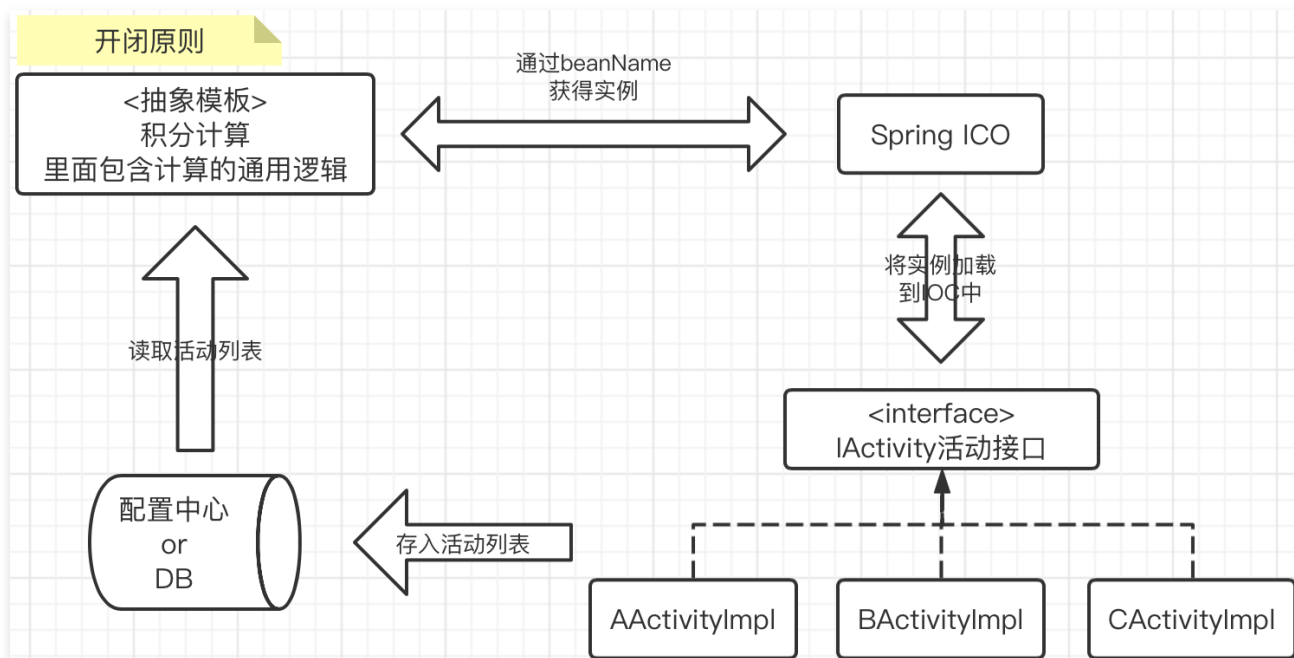 开闭原则
<抽象模板>
积分计算
里面包含计算的通用逻辑
通过beanName
获得实例
Spring ICO
将实例加载
到IOC中
读取活动列表
<interface>
IActivity活动接口
配置中心
or
DB
存入活动列表
AActivityImpl
BActivityImpl
CActivityImpl